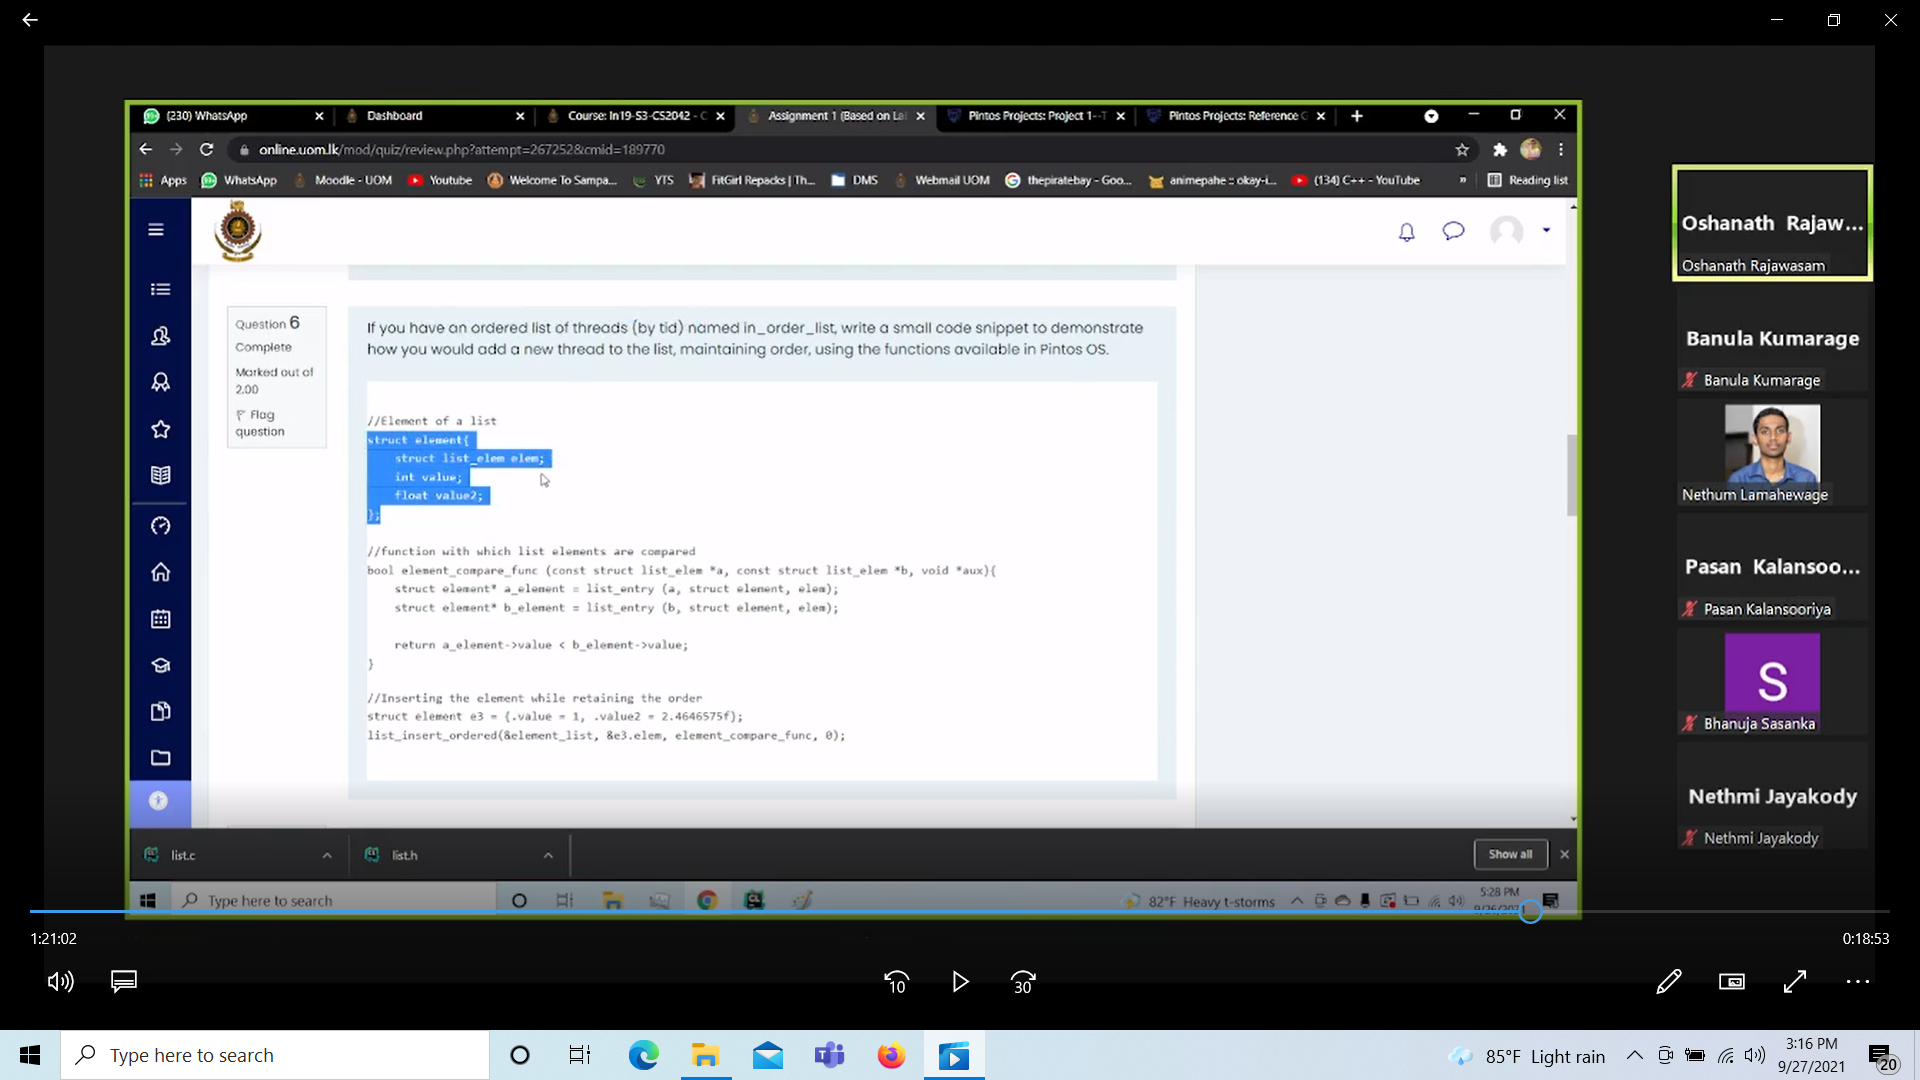 (230) WhatsApp
Dashboard
Course: In19-S3-CS2042 - C
Assignment 1 (Based on La
Pintos Projects: Project 1--T
Pintos Projects: Reference G
online.uom.lk/mod/quiz/review.php?attempt=267252&cmid=189770
Apps
WhatsApp
Moodle - UOM
Youtube
Welcome To Sampa...
YTS
FitGirl Repacks | Th...
DMS
Webmail UOM
thepiratebay - Goo...
animepahe :: okay-i...
(134) C++ - YouTube
»
Reading list
Question 6
Complete
Marked out of
2.00
Flag
question
If you have an ordered list of threads (by tid) named in_order_list, write a small code snippet to demonstrate
how you would add a new thread to the list, maintaining order, using the functions available in Pintos OS.
//Element of a list
struct element{
struct list_elem elem;
int value;
float value2;
};
//function with which list elements are compared
bool element_compare_func (const struct list_elem *a, const struct list_elem *b, void *aux){
struct element* a_element = list_entry (a, struct element, elem);
struct element* b_element = list_entry (b, struct element, elem);
return a_element->value < b_element->value;
}
//Inserting the element while retaining the order
struct element e3 = {.value = 1, .value2 = 2.4646575f};
list_insert_ordered(&element_list, &e3.elem, element_compare_func, 0);
list.c
list.h
Show all
Type here to search
82°F Heavy t-storms
5:28 PM
Oshanath Rajaw...
Oshanath Rajawasam
Banula Kumarage
Banula Kumarage
Nethum Lamahewage
Pasan Kalansoo...
Pasan Kalansooriya
S
Bhanuja Sasanka
Nethmi Jayakody
Nethmi Jayakody
1:21:02
0:18:53
10
30
Type here to search
85°F Light rain
3:16 PM
9/27/2021
20